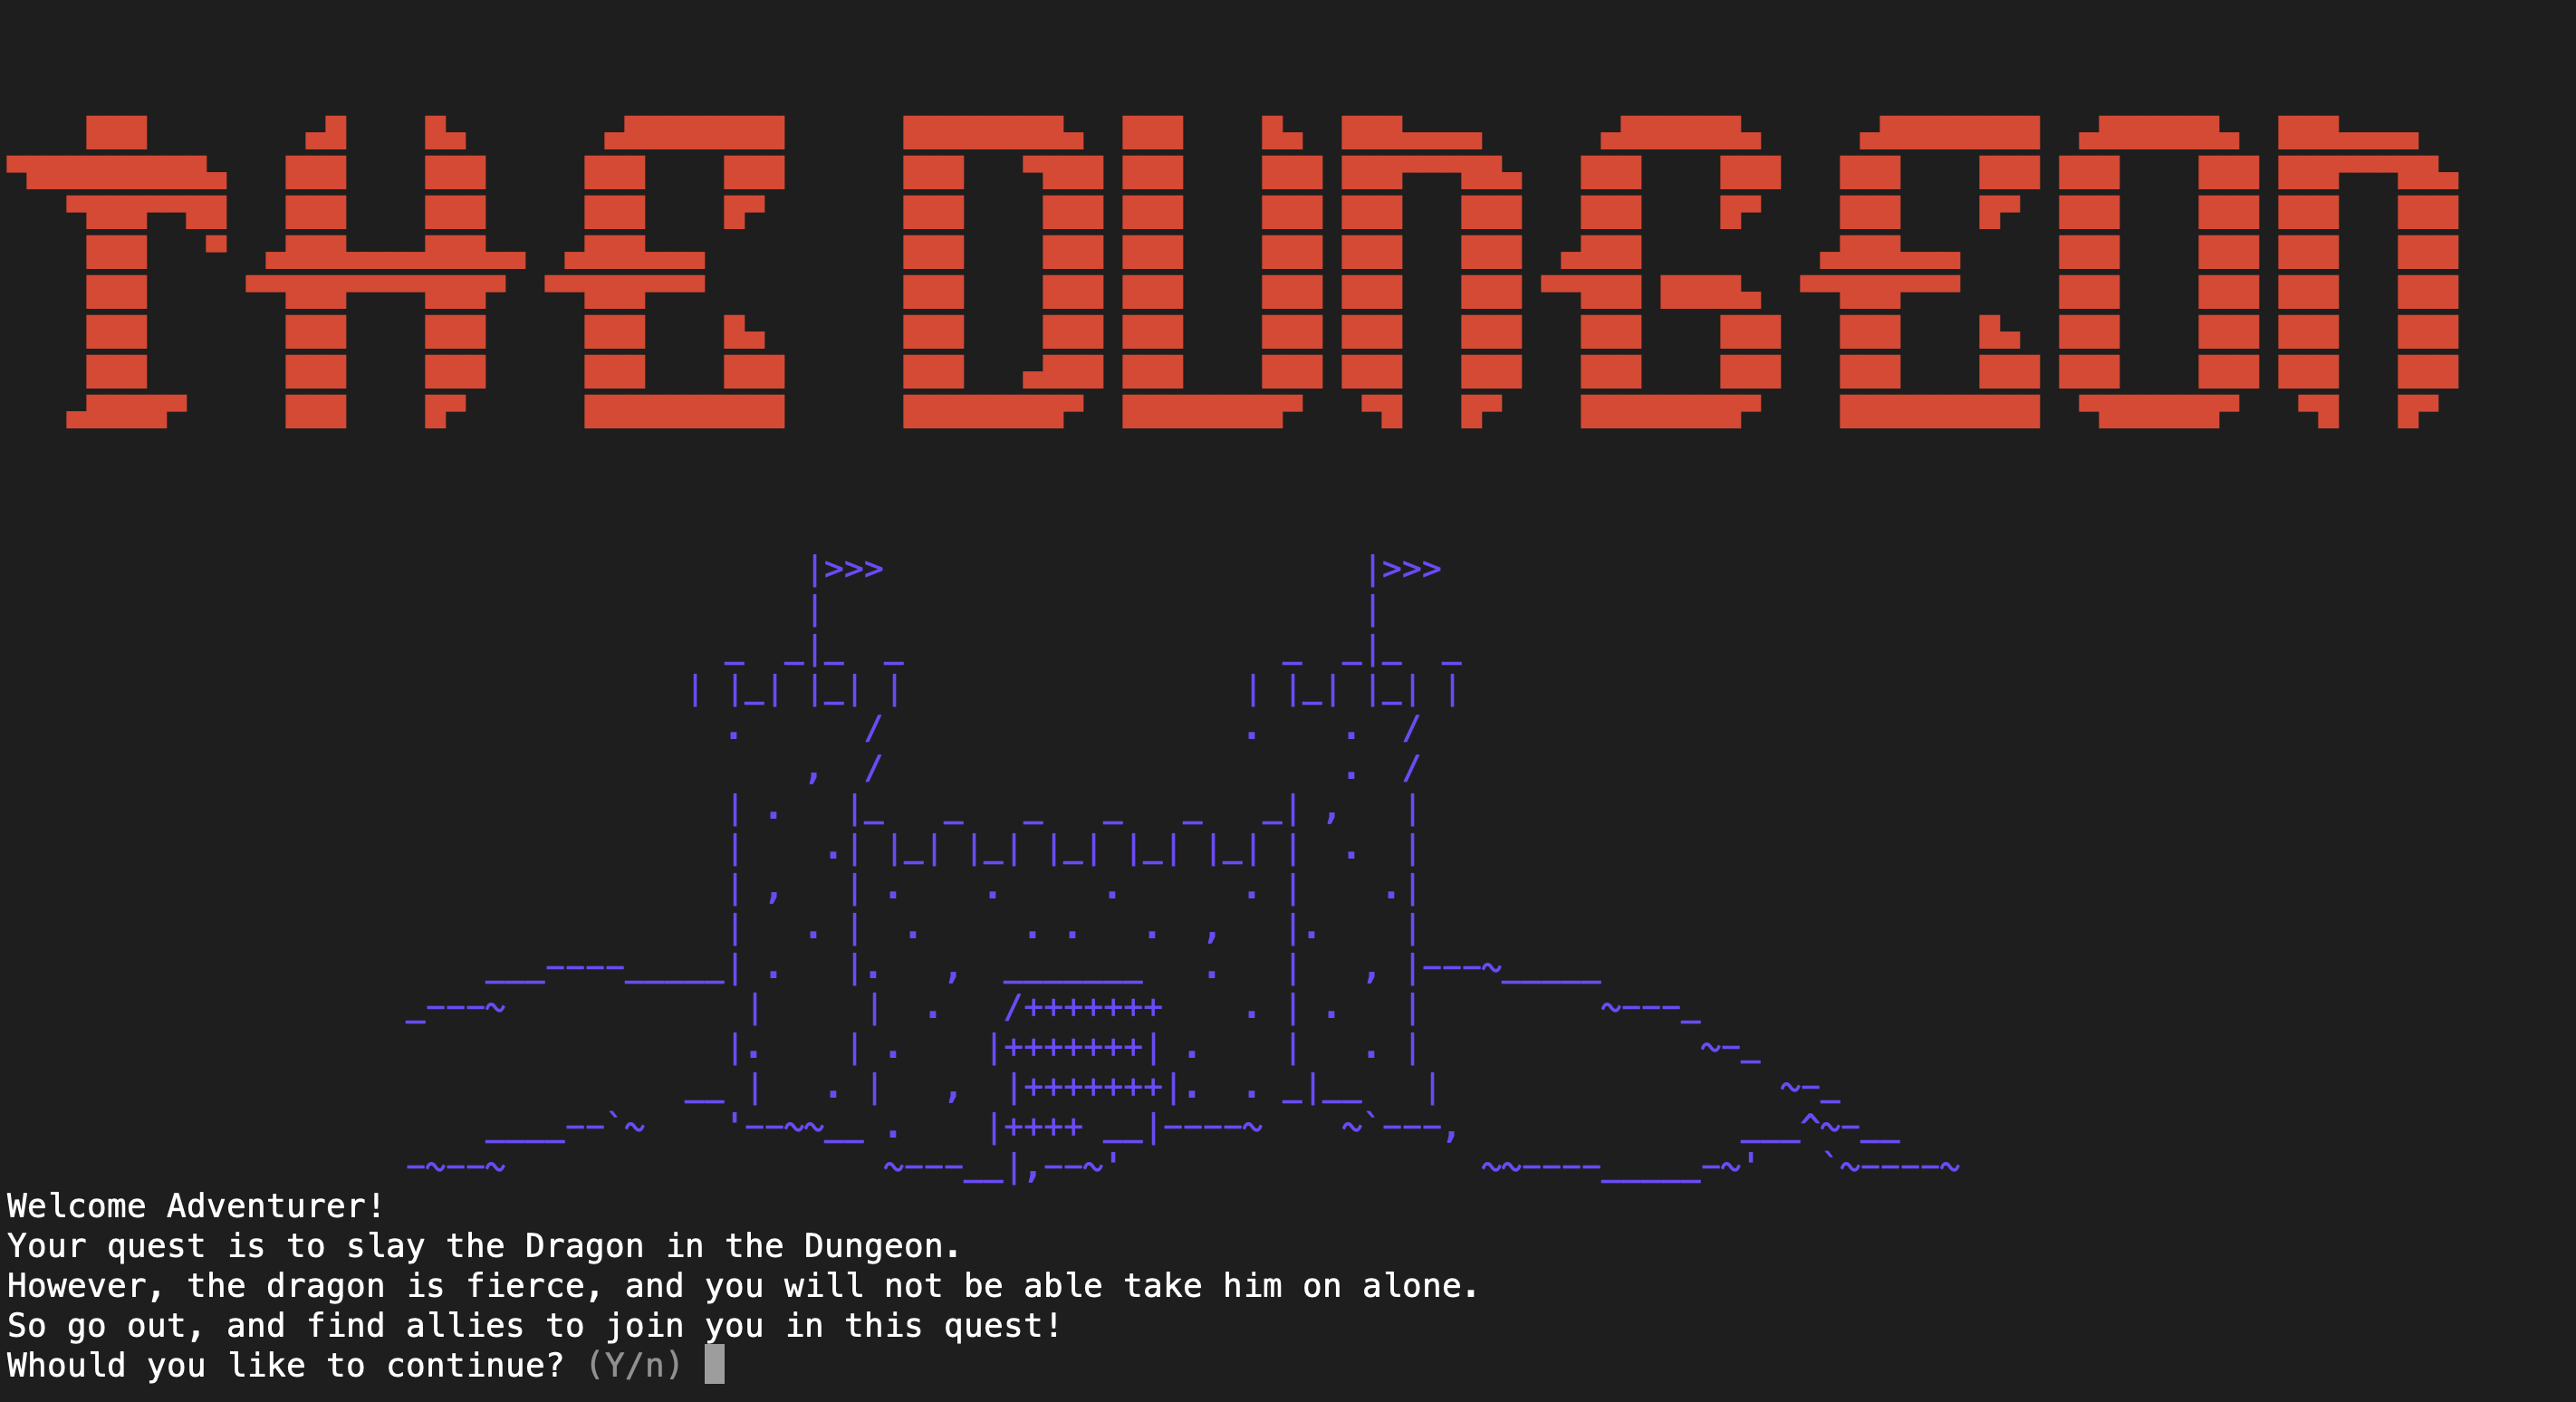 THE DUNGEON
Welcome Adventurer!
Your quest is to slay the Dragon in the Dungeon.
However, the dragon is fierce, and you will not be able take him on alone.
So go out, and find allies to join you in this quest!
Whould you like to continue? (Y/n)